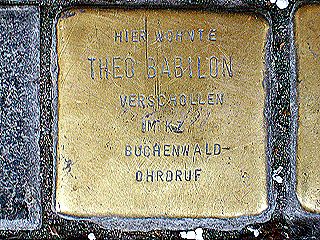 HIER WOHNTE
THEO BABILON
VERSCHOLLEN
IM KZ
BUCHENWALD-
OHRDRUF